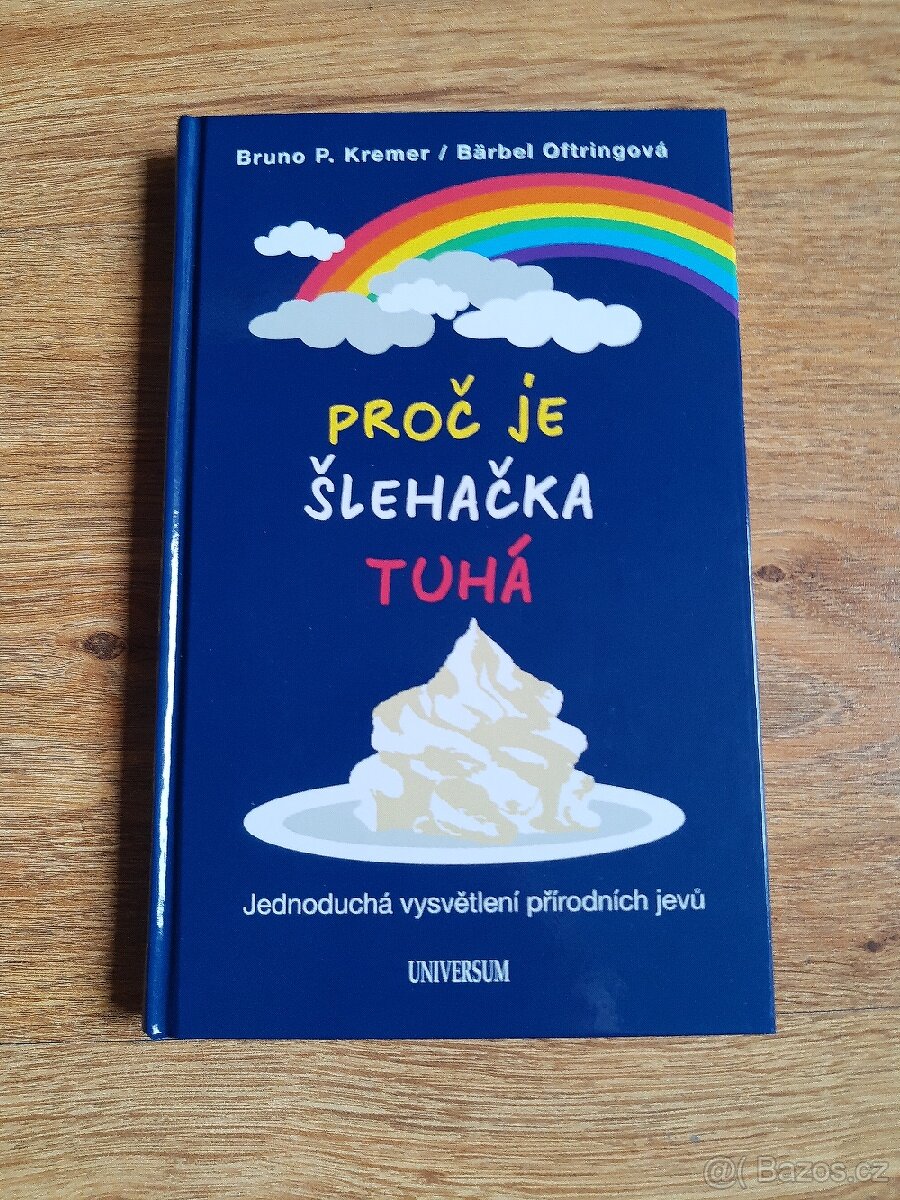 Bruno P. Kremer / Bärbel Oftringová
PROČ JE
ŠLEHAČKA
TUHÁ
Jednoduchá vysvětlení přírodních jevů
UNIVERSUM
@( Bazos.cz